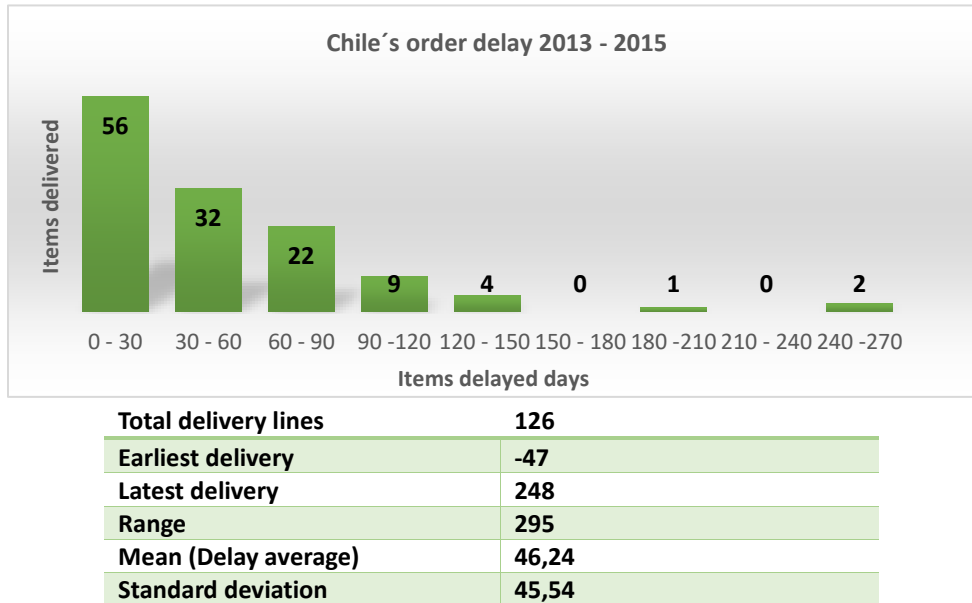 Chile´s order delay 2013 - 2015
Items delivered
56
32
22
9
4
0
1
0
2
0 - 30
30 - 60
60 - 90
90 -120
120 - 150
150 - 180
180 -210
210 - 240
240 -270
Items delayed days
Total delivery lines 126
Earliest delivery -47
Latest delivery 248
Range 295
Mean (Delay average) 46,24
Standard deviation 45,54